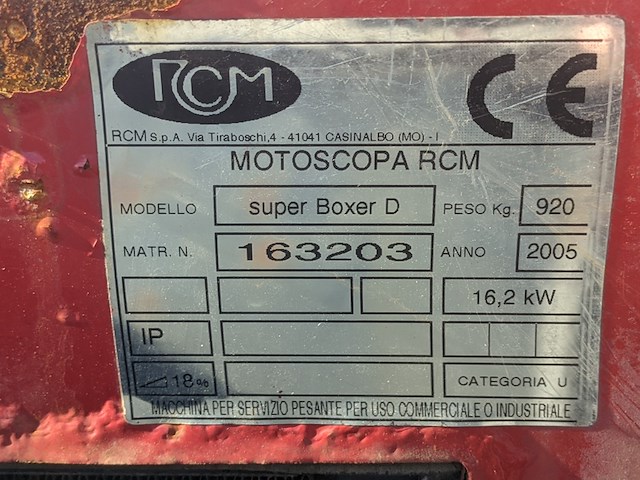 RCM
CE
RCM S.p.A. Via Tiraboschi,4 - 41041 CASINALBO (MO) - I
MOTOSCOPA RCM
MODELLO super Boxer D PESO Kg. 920
MATR. N. 163203 ANNO 2005
16,2 kW
IP
18% CATEGORIA U
MACCHINA PER SERVIZIO PESANTE PER USO COMMERCIALE O INDUSTRIALE